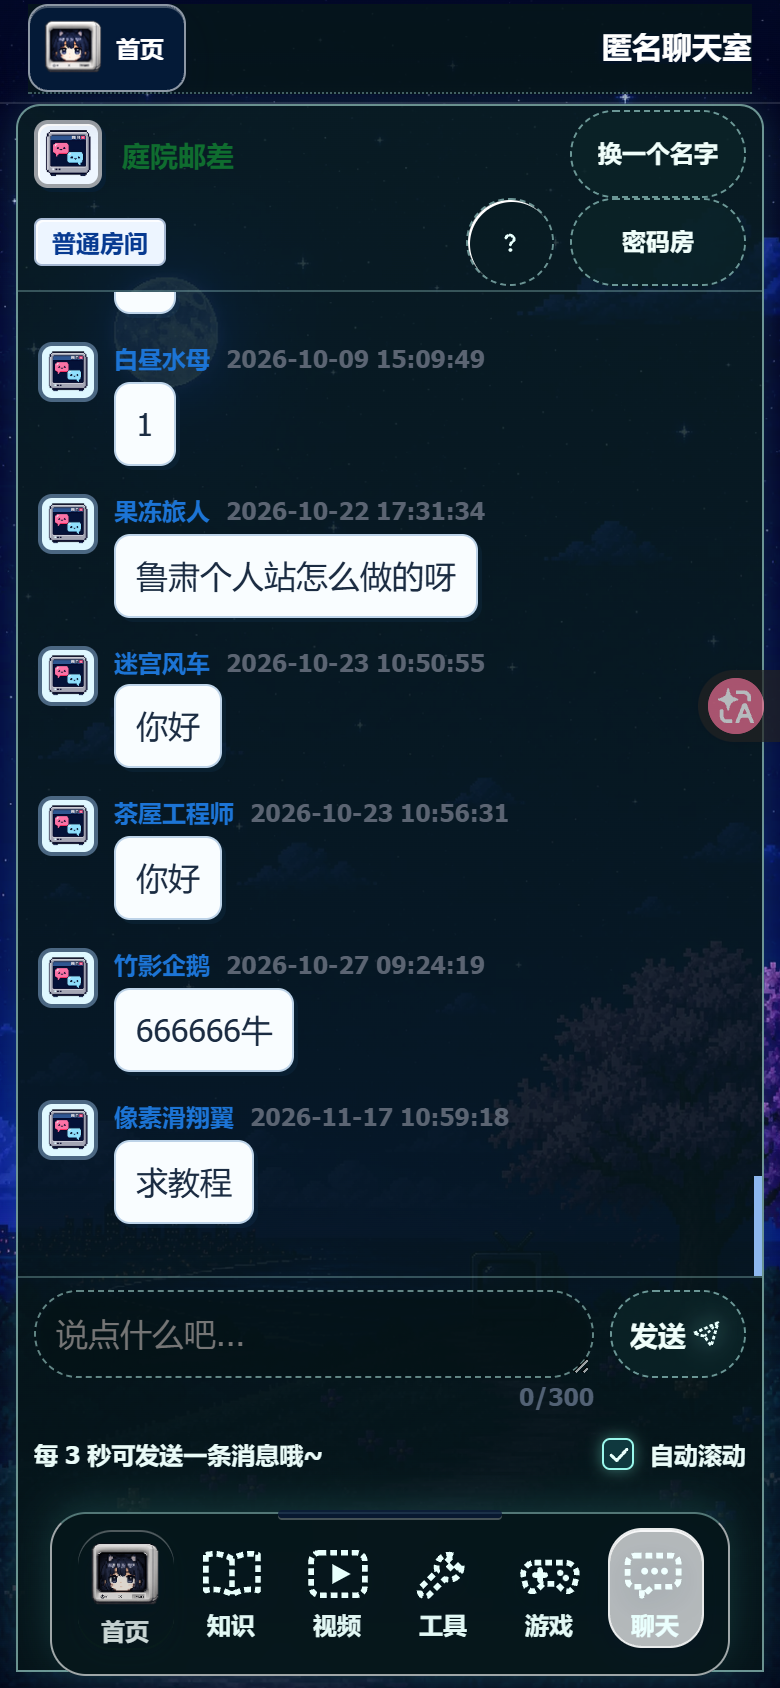 首页
匿名聊天室
庭院邮差
换一个名字
普通房间
?
密码房
白昼水母 2026-10-09 15:09:49
1
果冻旅人 2026-10-22 17:31:34
鲁肃个人站怎么做的呀
迷宫风车 2026-10-23 10:50:55
你好
茶屋工程师 2026-10-23 10:56:31
你好
竹影企鹅 2026-10-27 09:24:19
666666牛
像素滑翔翼 2026-11-17 10:59:18
求教程
说点什么吧...
发送
0/300
每 3 秒可发送一条消息哦~
自动滚动
首页
知识
视频
工具
游戏
聊天